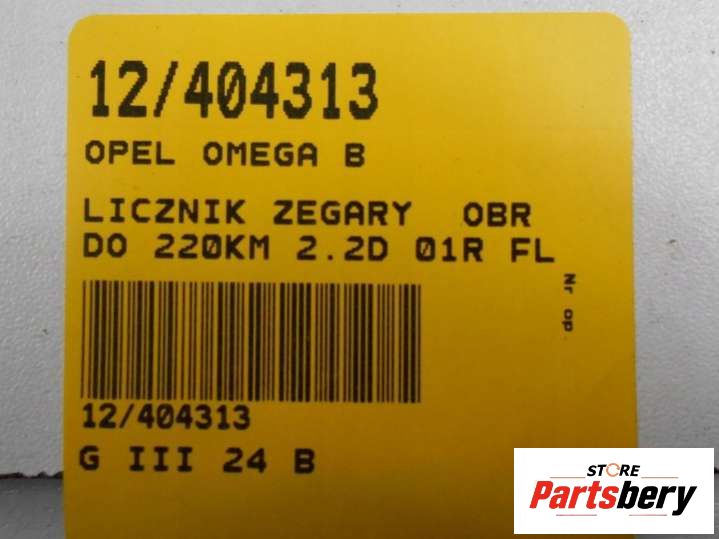 12/404313
OPEL OMEGA B
LICZNIK ZEGARY OBR
DO 220KM 2.2D 01R FL
Nr op.
12/404313
G III 24 B
STORE
Partsbery